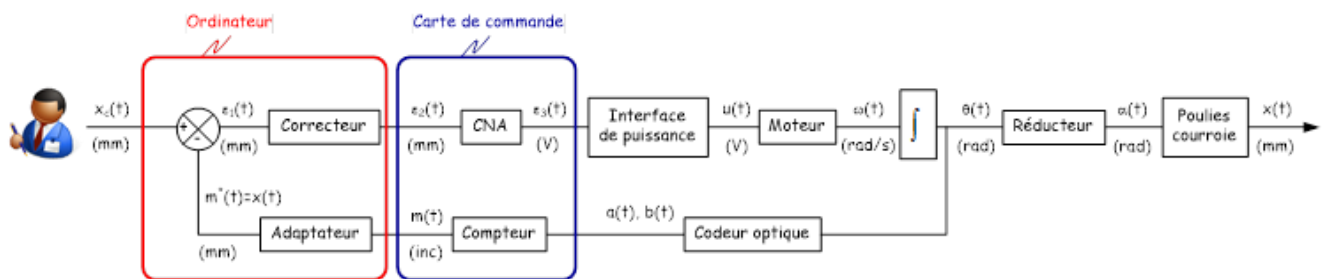 Ordinateur
Carte de commande
x_c(t)
(mm)
+
-
ε₁(t)
(mm)
Correcteur
ε₂(t)
(mm)
CNA
ε₃(t)
(V)
Interface
de puissance
u(t)
(V)
Moteur
ω(t)
(rad/s)
∫
θ(t)
(rad)
Réducteur
α(t)
(rad)
Poulies
courroie
x(t)
(mm)
m*(t)=x(t)
(mm)
Adaptateur
m(t)
(inc)
Compteur
a(t), b(t)
Codeur optique